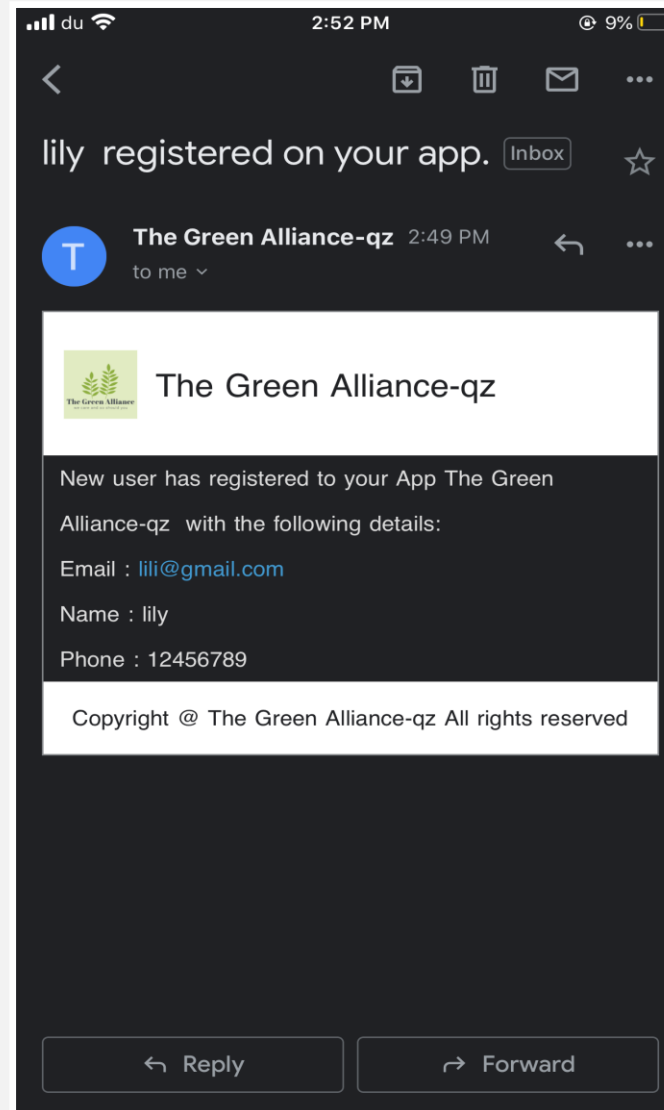 du 2:52 PM 9%
lily registered on your app. Inbox
T
The Green Alliance-qz 2:49 PM
to me
The Green Alliance
The Green Alliance-qz
New user has registered to your App The Green
Alliance-qz with the following details:
Email : lili@gmail.com
Name : lily
Phone : 12456789
Copyright @ The Green Alliance-qz All rights reserved
Reply Forward